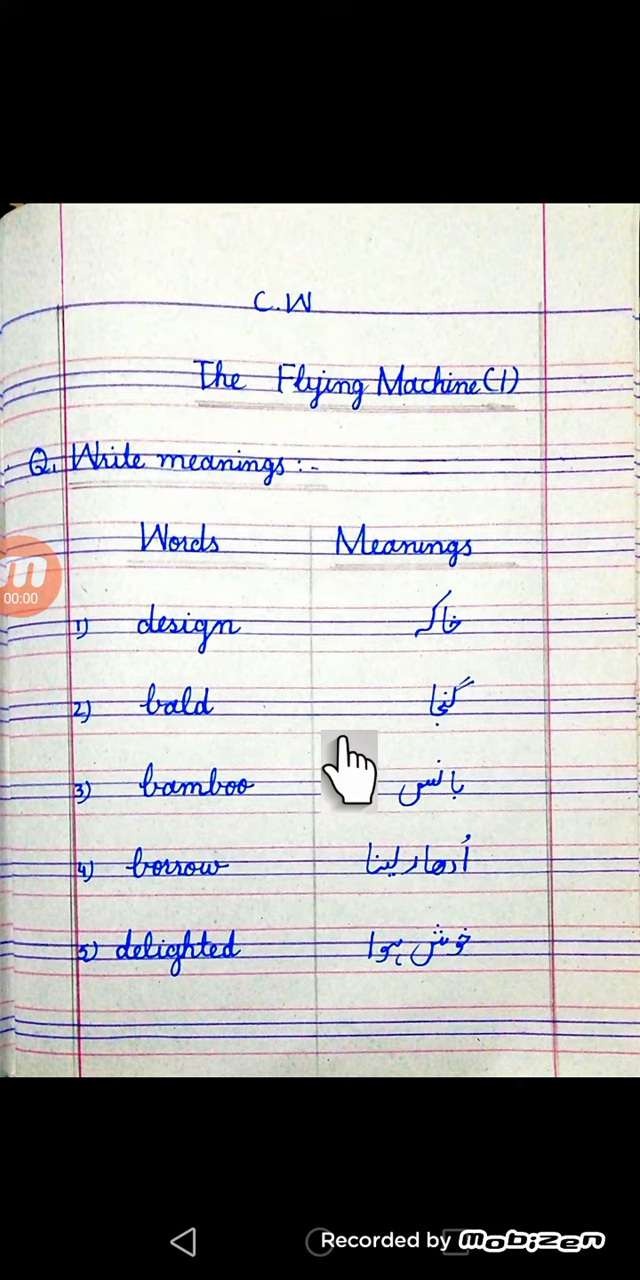 C.W
The Flying Machine (1)
Q. Write meanings :-
Words Meanings
1) design خاکہ
2) bald گنجا
3) bamboo بانس
4) borrow اُدھار لینا
5) delighted خوش ہوا
00:00
Recorded by mobizen